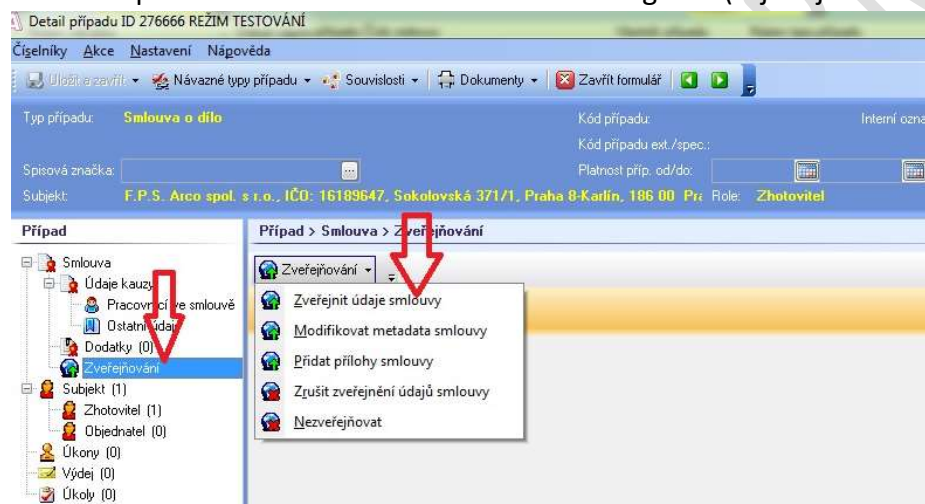 Detail případu ID 276666 REŽIM TESTOVÁNÍ
Číselníky Akce Nastavení Nápověda
Uložit a zavřít Návazné typy případu Souvislosti Dokumenty Zavřít formulář
Typ případu: Smlouva o dílo Kód případu: Interní
Kód případu ext./spec.:
Spisová značka: ... Platnost příp. od/do:
Subjekt: F.P.S. Arco spol. s r.o., IČO: 16189647, Sokolovská 371/1, Praha 8-Karlín, 186 00 Role: Zhotovitel
Případ
Případ > Smlouva > Zveřejňování
Smlouva
Údaje kauzy
Pracovníci ve smlouvě
Ostatní údaje
Dodatky (0)
Zveřejňování
Subjekt (1)
Zhotovitel (1)
Objednatel (0)
Úkony (0)
Výdej (0)
Úkoly (0)
Zveřejňování
Zveřejnit údaje smlouvy
Modifikovat metadata smlouvy
Přidat přílohy smlouvy
Zrušit zveřejnění údajů smlouvy
Nezveřejňovat